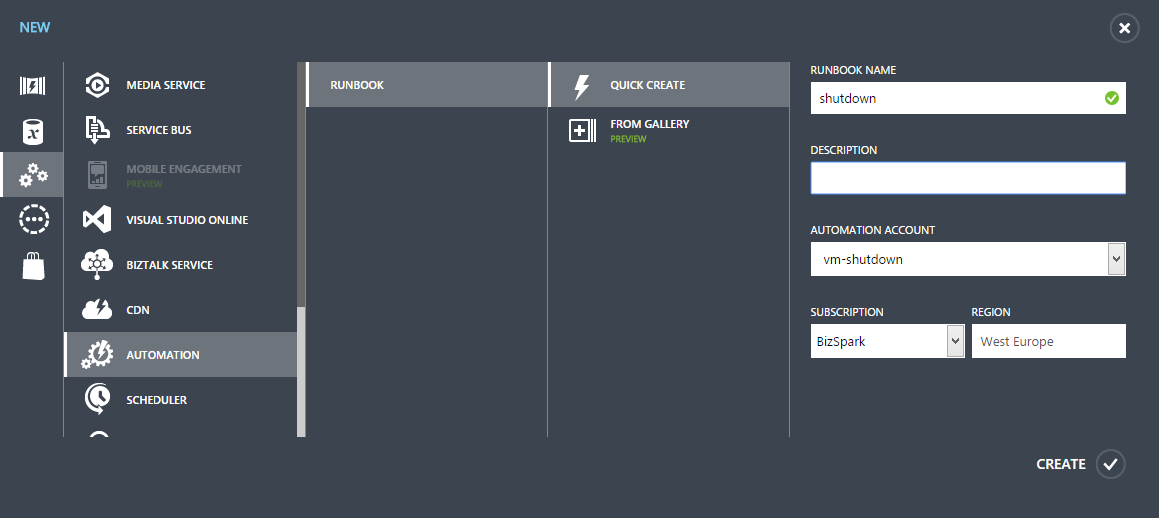 NEW
MEDIA SERVICE
SERVICE BUS
MOBILE ENGAGEMENT
PREVIEW
VISUAL STUDIO ONLINE
BIZTALK SERVICE
CDN
AUTOMATION
SCHEDULER
RUNBOOK
QUICK CREATE
FROM GALLERY
PREVIEW
RUNBOOK NAME
shutdown
DESCRIPTION
AUTOMATION ACCOUNT
vm-shutdown
SUBSCRIPTION
BizSpark
REGION
West Europe
CREATE